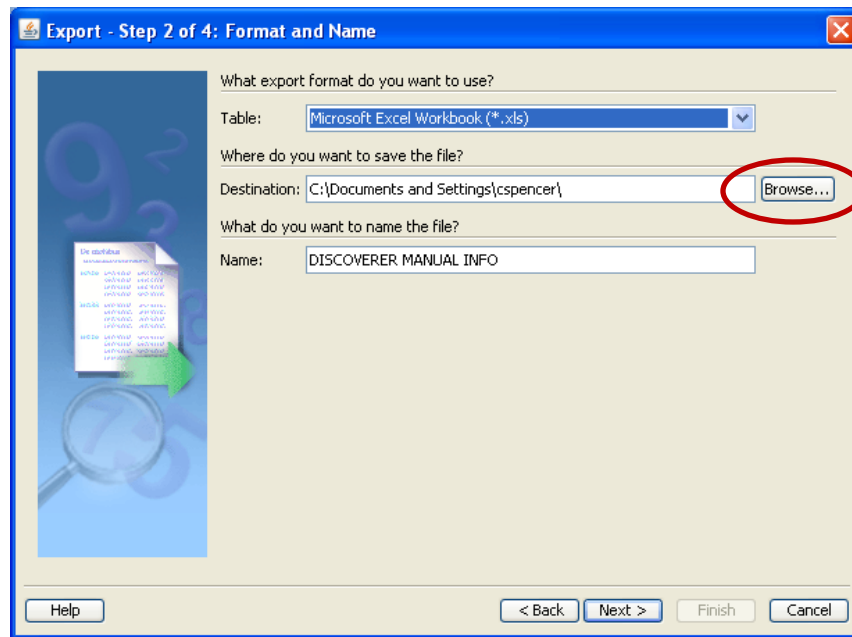 Export - Step 2 of 4: Format and Name
What export format do you want to use?
Table: Microsoft Excel Workbook (*.xls)
Where do you want to save the file?
Destination: C:\Documents and Settings\cspencer\ Browse...
What do you want to name the file?
Name: DISCOVERER MANUAL INFO
Help < Back Next > Finish Cancel